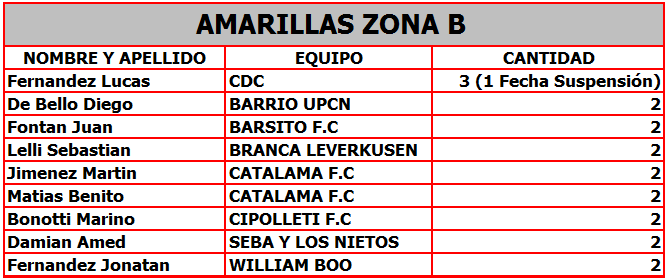 AMARILLAS ZONA B
NOMBRE Y APELLIDO EQUIPO CANTIDAD
Fernandez Lucas CDC 3 (1 Fecha Suspensión)
De Bello Diego BARRIO UPCN 2
Fontan Juan BARSITO F.C 2
Lelli Sebastian BRANCA LEVERKUSEN 2
Jimenez Martin CATALAMA F.C 2
Matias Benito CATALAMA F.C 2
Bonotti Marino CIPOLLETI F.C 2
Damian Amed SEBA Y LOS NIETOS 2
Fernandez Jonatan WILLIAM BOO 2